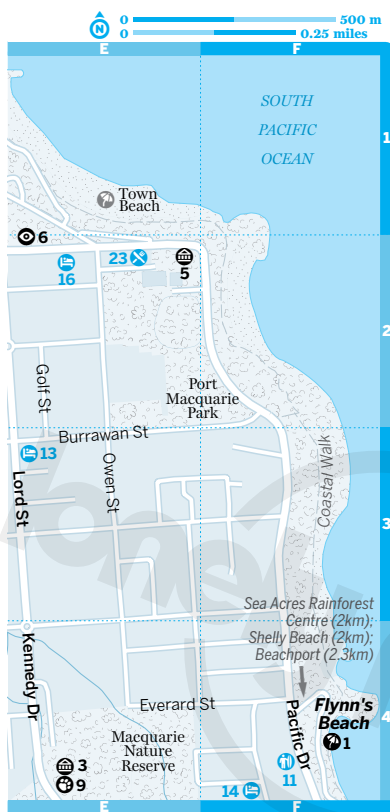 N
0 500 m
0 0.25 miles
E F
SOUTH
PACIFIC
OCEAN
1
Town
Beach
6
16
23
5
2
Port
Macquarie
Park
Golf St
Burrawan St
13
Owen St
Lord St
Coastal Walk
3
Sea Acres Rainforest
Centre (2km);
Shelly Beach (2km);
Beachport (2.3km)
Kennedy Dr
Everard St
Pacific Dr
Flynn's
Beach
1
4
Macquarie
Nature
Reserve
3
9
11
14
E F